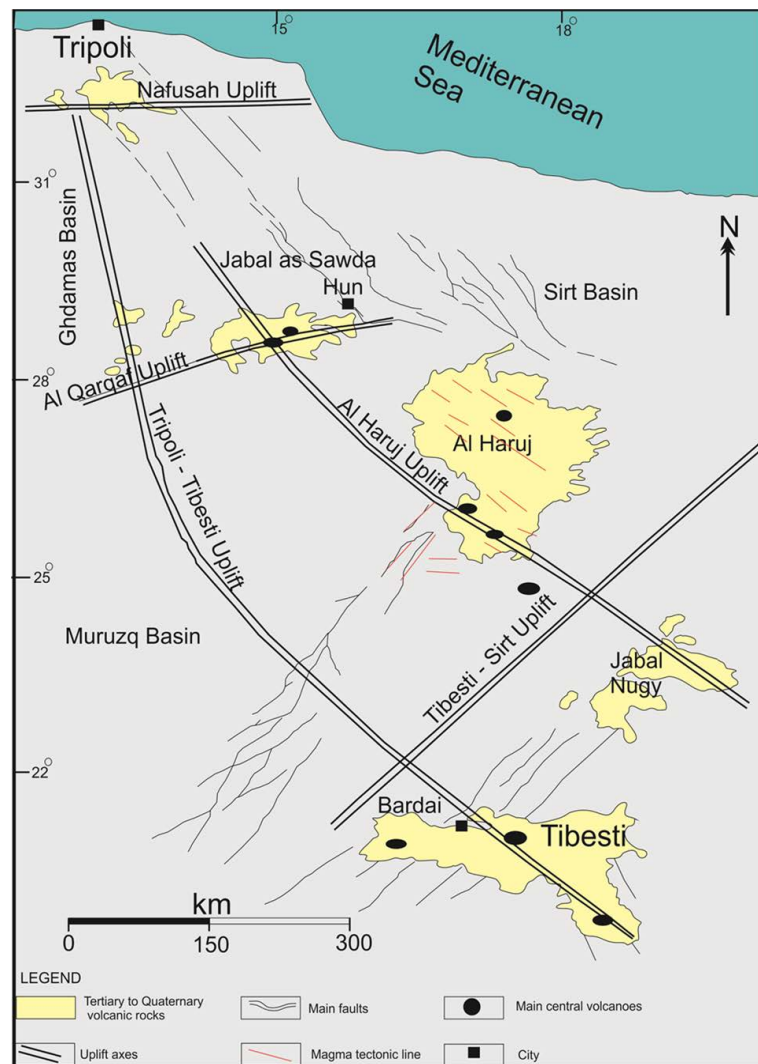 15°
18°
Tripoli
Mediterranean
Sea
Nafusah Uplift
31°
Ghdamas Basin
N
Jabal as Sawda
Hun
Sirt Basin
28°
Al Qarqaf Uplift
Al Haruj Uplift
Al Haruj
Tripoli - Tibesti Uplift
25°
Muruzq Basin
Tibesti - Sirt Uplift
Jabal
Nugy
22°
Bardai
Tibesti
km
0 150 300
LEGEND
Tertiary to Quaternary
volcanic rocks
Main faults
Main central volcanoes
Uplift axes
Magma tectonic line
City